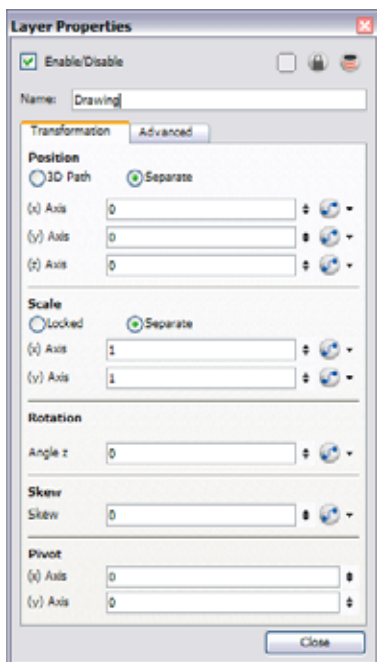 Layer Properties
Enable/Disable
Name: Drawing
Transformation Advanced
Position
3D Path Separate
(x) Axis 0
(y) Axis 0
(z) Axis 0
Scale
Locked Separate
(x) Axis 1
(y) Axis 1
Rotation
Angle z 0
Skew
Skew 0
Pivot
(x) Axis 0
(y) Axis 0
Close